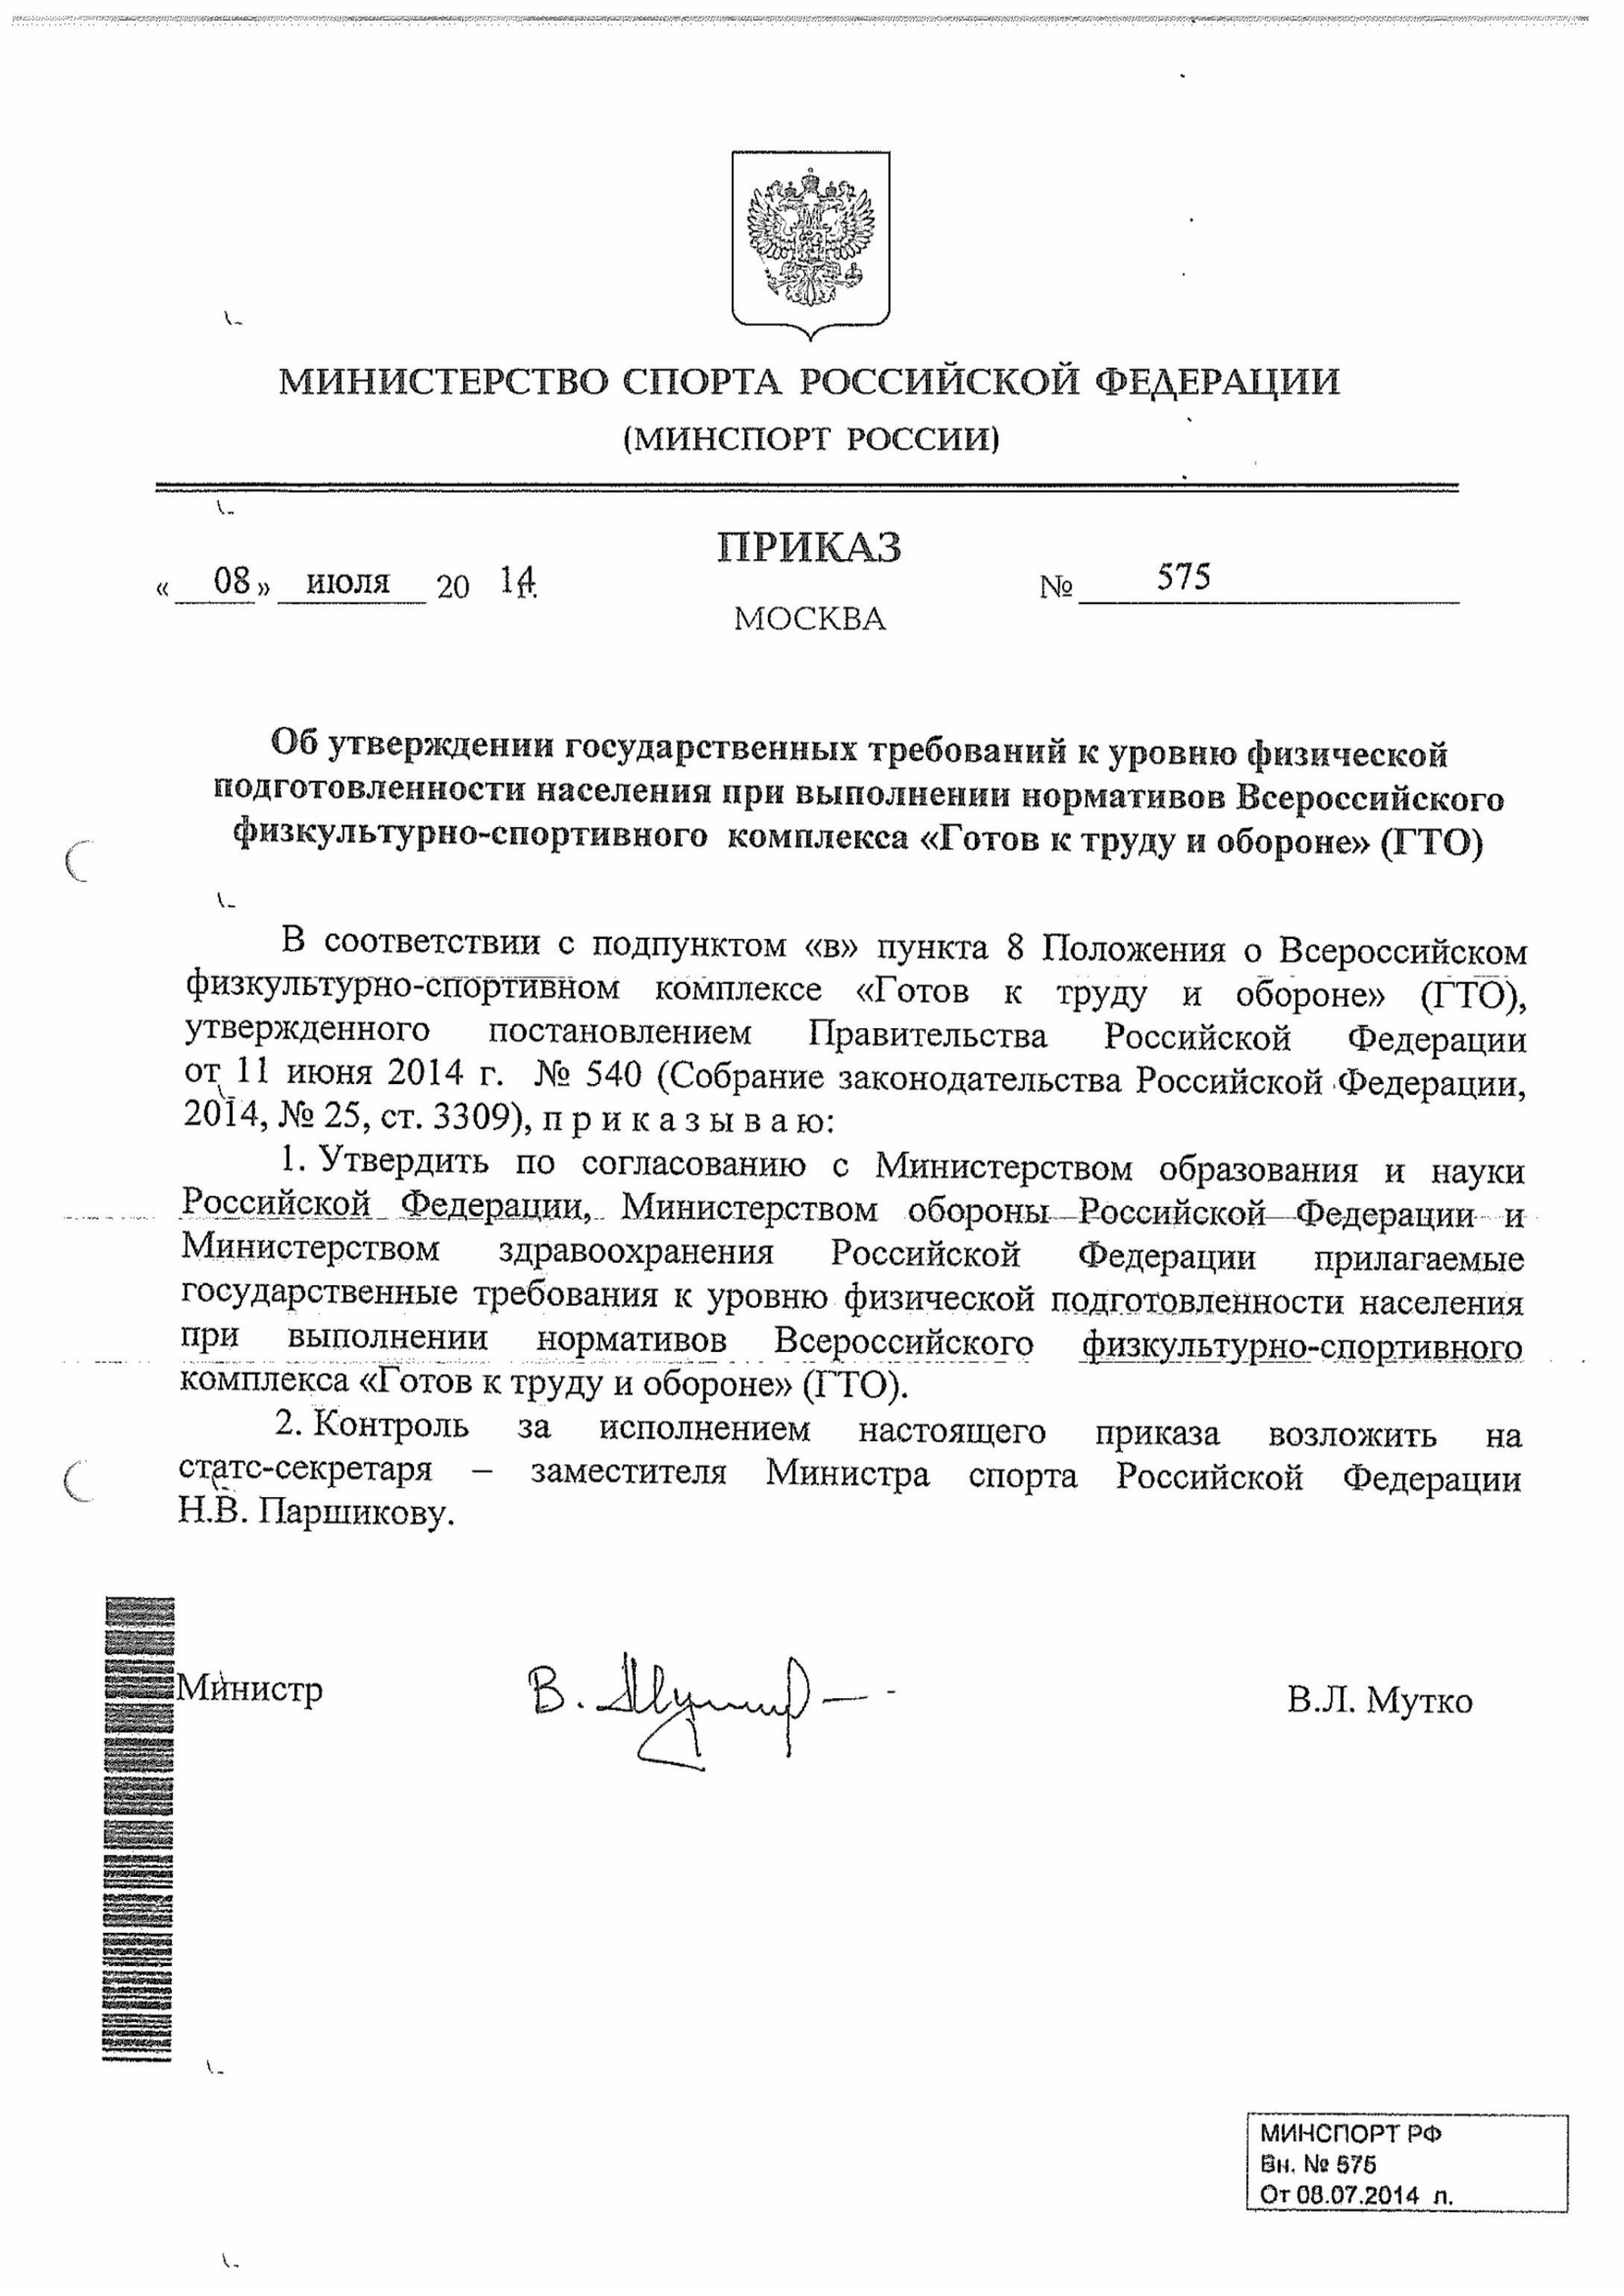 МИНИСТЕРСТВО СПОРТА РОССИЙСКОЙ ФЕДЕРАЦИИ
(МИНСПОРТ РОССИИ)
ПРИКАЗ
« 08 » июля 20 14 г. № 575
МОСКВА
Об утверждении государственных требований к уровню физической
подготовленности населения при выполнении нормативов Всероссийского
физкультурно-спортивного комплекса «Готов к труду и обороне» (ГТО)
В соответствии с подпунктом «в» пункта 8 Положения о Всероссийском
физкультурно-спортивном комплексе «Готов к труду и обороне» (ГТО),
утвержденного постановлением Правительства Российской Федерации
от 11 июня 2014 г. № 540 (Собрание законодательства Российской Федерации,
2014, № 25, ст. 3309), п р и к а з ы в а ю:
1. Утвердить по согласованию с Министерством образования и науки
Российской Федерации, Министерством обороны Российской Федерации и
Министерством здравоохранения Российской Федерации прилагаемые
государственные требования к уровню физической подготовленности населения
при выполнении нормативов Всероссийского физкультурно-спортивного
комплекса «Готов к труду и обороне» (ГТО).
2. Контроль за исполнением настоящего приказа возложить на
статс-секретаря – заместителя Министра спорта Российской Федерации
Н.В. Паршикову.
Министр В.Л. Мутко
МИНСПОРТ РФ
Вн. № 575
От 08.07.2014 л.